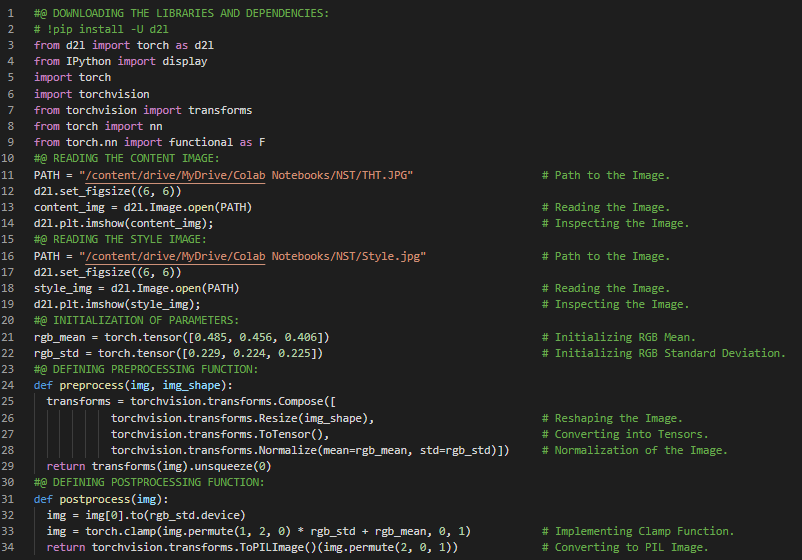 1 #@ DOWNLOADING THE LIBRARIES AND DEPENDENCIES:
2 # !pip install -U d2l
3 from d2l import torch as d2l
4 from IPython import display
5 import torch
6 import torchvision
7 from torchvision import transforms
8 from torch import nn
9 from torch.nn import functional as F
10 #@ READING THE CONTENT IMAGE:
11 PATH = "/content/drive/MyDrive/Colab Notebooks/NST/THT.JPG" # Path to the Image.
12 d2l.set_figsize((6, 6))
13 content_img = d2l.Image.open(PATH) # Reading the Image.
14 d2l.plt.imshow(content_img); # Inspecting the Image.
15 #@ READING THE STYLE IMAGE:
16 PATH = "/content/drive/MyDrive/Colab Notebooks/NST/Style.jpg" # Path to the Image.
17 d2l.set_figsize((6, 6))
18 style_img = d2l.Image.open(PATH) # Reading the Image.
19 d2l.plt.imshow(style_img); # Inspecting the Image.
20 #@ INITIALIZATION OF PARAMETERS:
21 rgb_mean = torch.tensor([0.485, 0.456, 0.406]) # Initializing RGB Mean.
22 rgb_std = torch.tensor([0.229, 0.224, 0.225]) # Initializing RGB Standard Deviation.
23 #@ DEFINING PREPROCESSING FUNCTION:
24 def preprocess(img, img_shape):
25 transforms = torchvision.transforms.Compose([
26 torchvision.transforms.Resize(img_shape), # Reshaping the Image.
27 torchvision.transforms.ToTensor(), # Converting into Tensors.
28 torchvision.transforms.Normalize(mean=rgb_mean, std=rgb_std)]) # Normalization of the Image.
29 return transforms(img).unsqueeze(0)
30 #@ DEFINING POSTPROCESSING FUNCTION:
31 def postprocess(img):
32 img = img[0].to(rgb_std.device)
33 img = torch.clamp(img.permute(1, 2, 0) * rgb_std + rgb_mean, 0, 1) # Implementing Clamp Function.
34 return torchvision.transforms.ToPILImage()(img.permute(2, 0, 1)) # Converting to PIL Image.